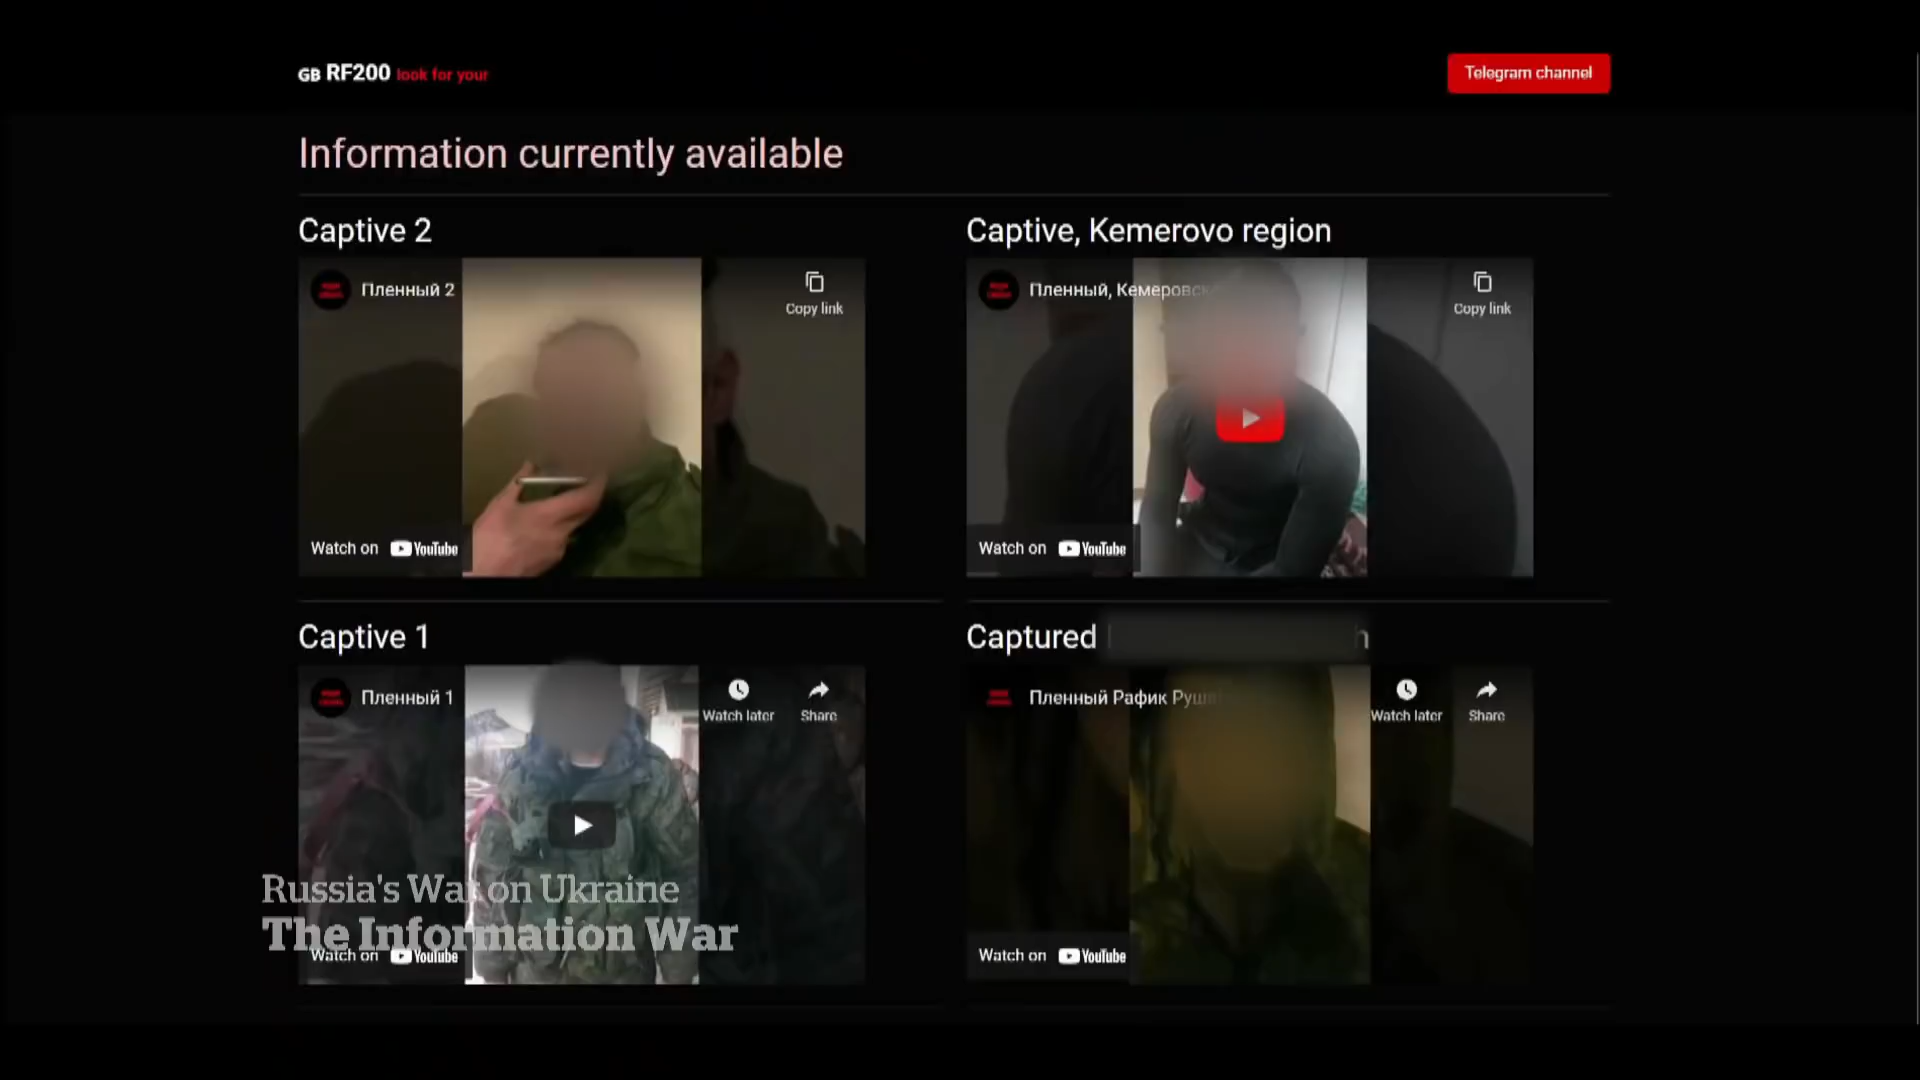 GB RF200 look for your
Telegram channel
Information currently available
Captive 2
Captive, Kemerovo region
Пленный 2
Copy link
Пленный, Кемеровск
Copy link
Watch on YouTube
Watch on YouTube
Captive 1
Captured
Пленный 1
Watch later
Share
Пленный Рафик
Watch later
Share
Russia's War on Ukraine
The Information War
Watch on YouTube
Watch on YouTube